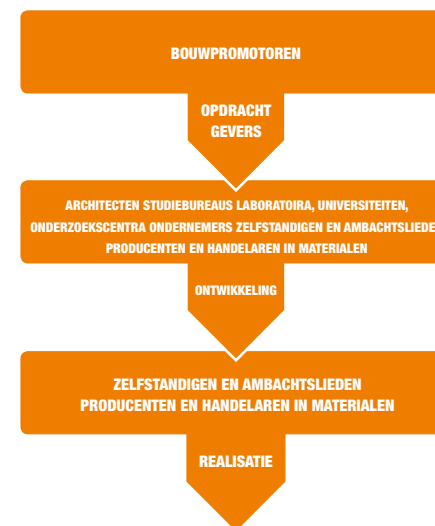 BOUWPROMOTOREN
OPDRACHT
GEVERS
ARCHITECTEN STUDIEBUREAUS LABORATOIRA, UNIVERSITEITEN,
ONDERZOEKSCENTRA ONDERNEMERS ZELFSTANDIGEN EN AMBACHTSLIEDE
PRODUCENTEN EN HANDELAREN IN MATERIALEN
ONTWIKKELING
ZELFSTANDIGEN EN AMBACHTSLIEDEN
PRODUCENTEN EN HANDELAREN IN MATERIALEN
REALISATIE